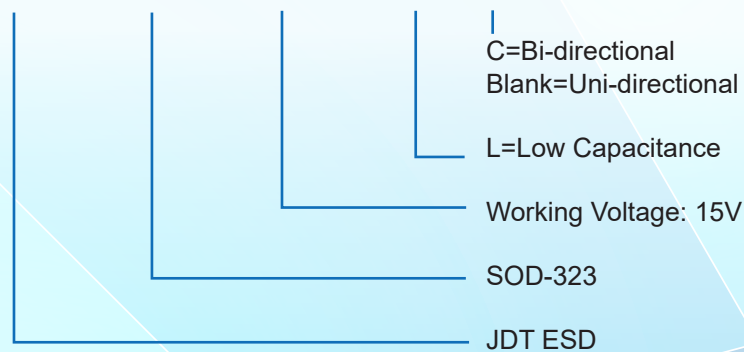 C=Bi-directional
Blank=Uni-directional
L=Low Capacitance
Working Voltage: 15V
SOD-323
JDT ESD